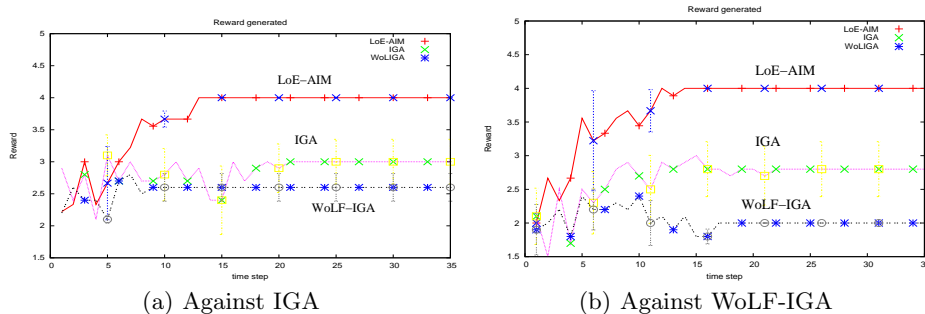 Reward generated
5
4.5
4
3.5
3
2.5
2
1.5
0
5
10
15
20
25
30
35
Reward
time step
LoE-AIM
IGA
WoLIGA
LoE–AIM
IGA
WoLF–IGA
(a) Against IGA
Reward generated
5
4.5
4
3.5
3
2.5
2
1.5
0
5
10
15
20
25
30
35
Reward
time step
LoE-AIM
IGA
WoLIGA
LoE–AIM
IGA
WoLF–IGA
(b) Against WoLF-IGA